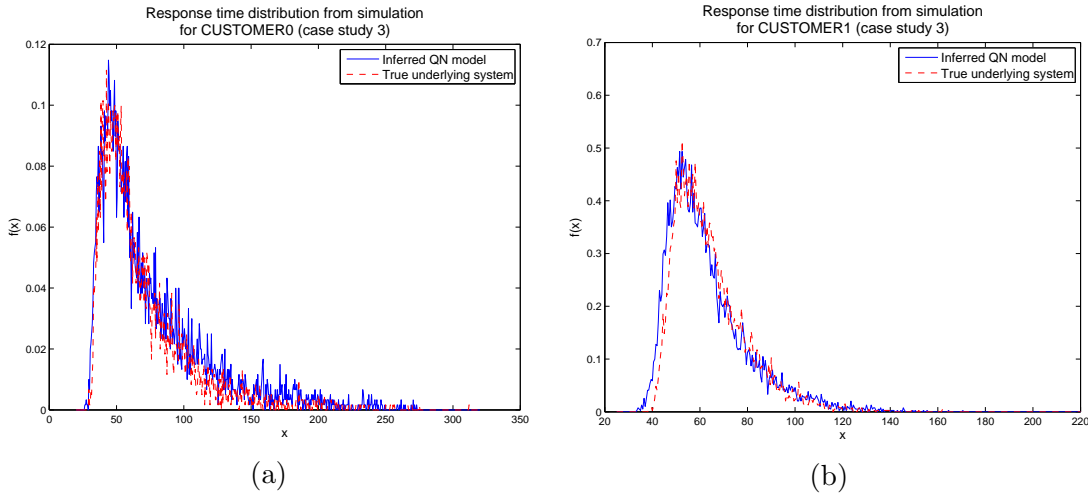 Response time distribution from simulation
for CUSTOMER0 (case study 3)
0.12
0.1
0.08
0.06
0.04
0.02
0
f(x)
Inferred QN model
True underlying system
0 50 100 150 200 250 300 350
x
(a)
Response time distribution from simulation
for CUSTOMER1 (case study 3)
0.7
0.6
0.5
0.4
0.3
0.2
0.1
0
f(x)
Inferred QN model
True underlying system
20 40 60 80 100 120 140 160 180 200 220
x
(b)